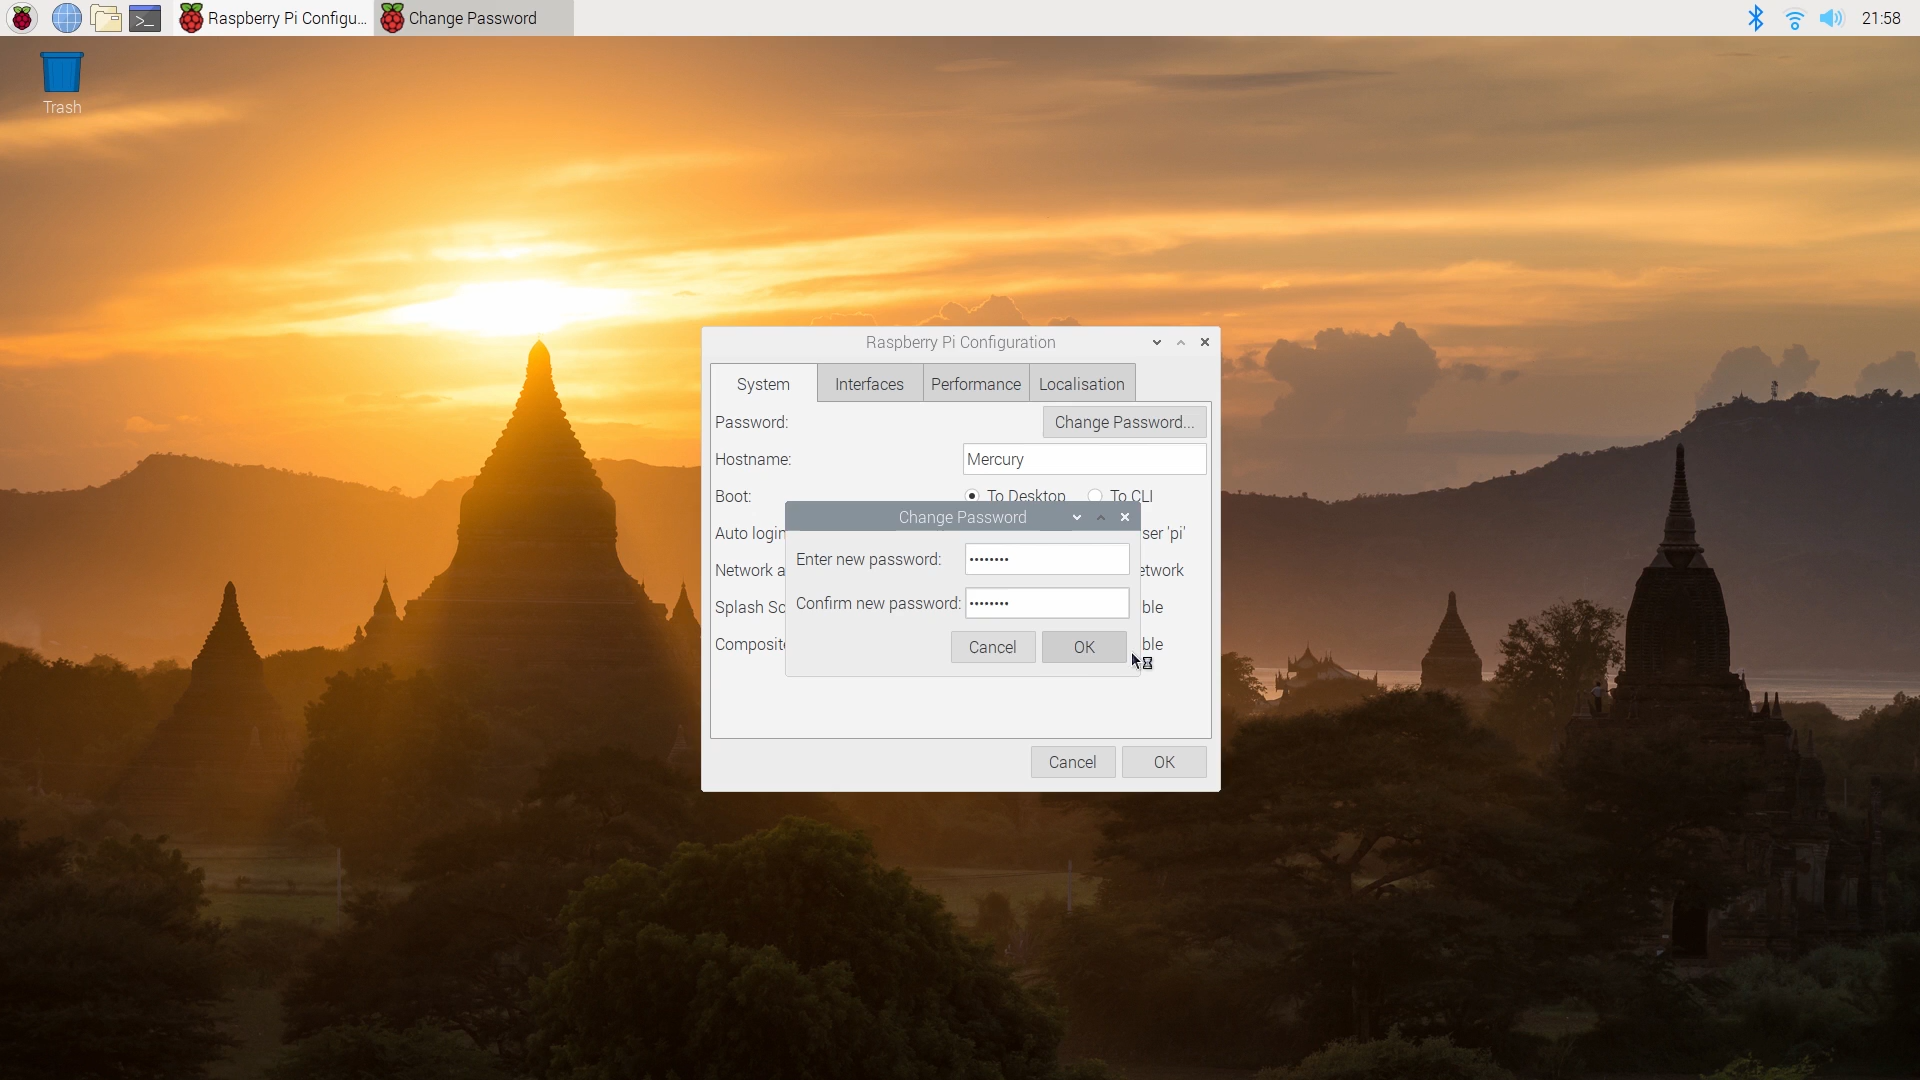 Raspberry Pi Configu...
Change Password
21:58
Trash
Raspberry Pi Configuration
System
Interfaces
Performance
Localisation
Password:
Change Password...
Hostname:
Mercury
Boot:
To Desktop
To CLI
Change Password
Auto login
ser 'pi'
Enter new password:
••••••••
Network a
etwork
Confirm new password:
••••••••
Splash Sc
ble
Composite
ble
Cancel
OK
Cancel
OK